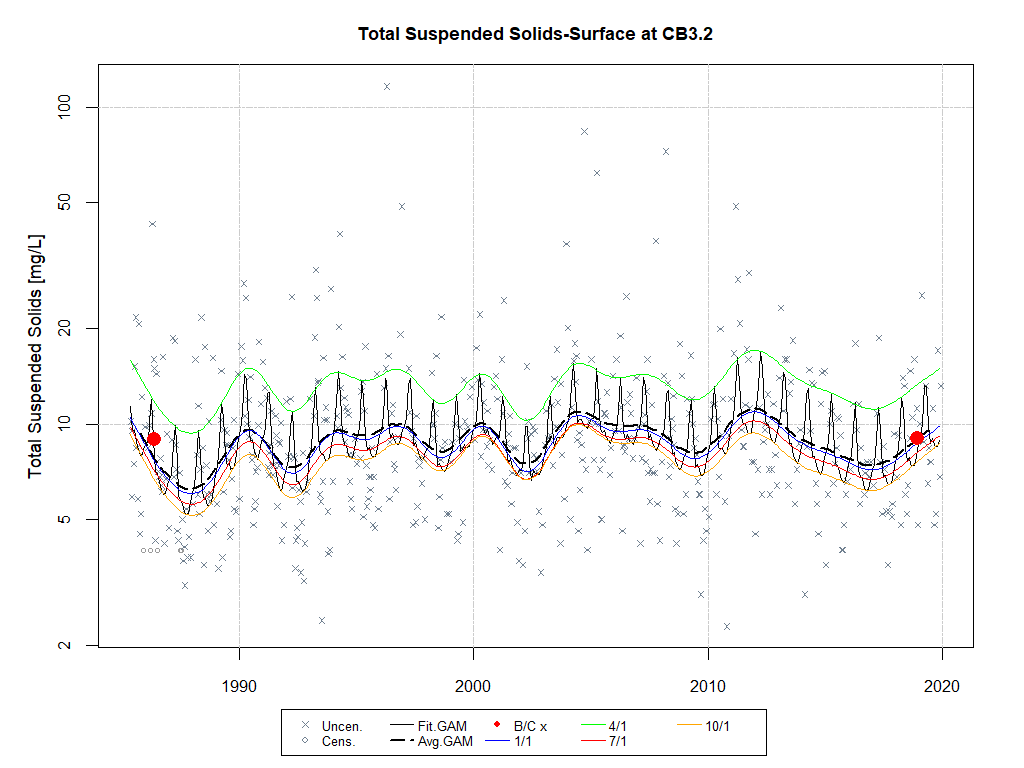 Total Suspended Solids-Surface at CB3.2
Total Suspended Solids [mg/L]
100
50
20
10
5
2
1990 2000 2010 2020
Uncen. Fit.GAM B/C x 4/1 10/1
Cens. Avg.GAM 1/1 7/1